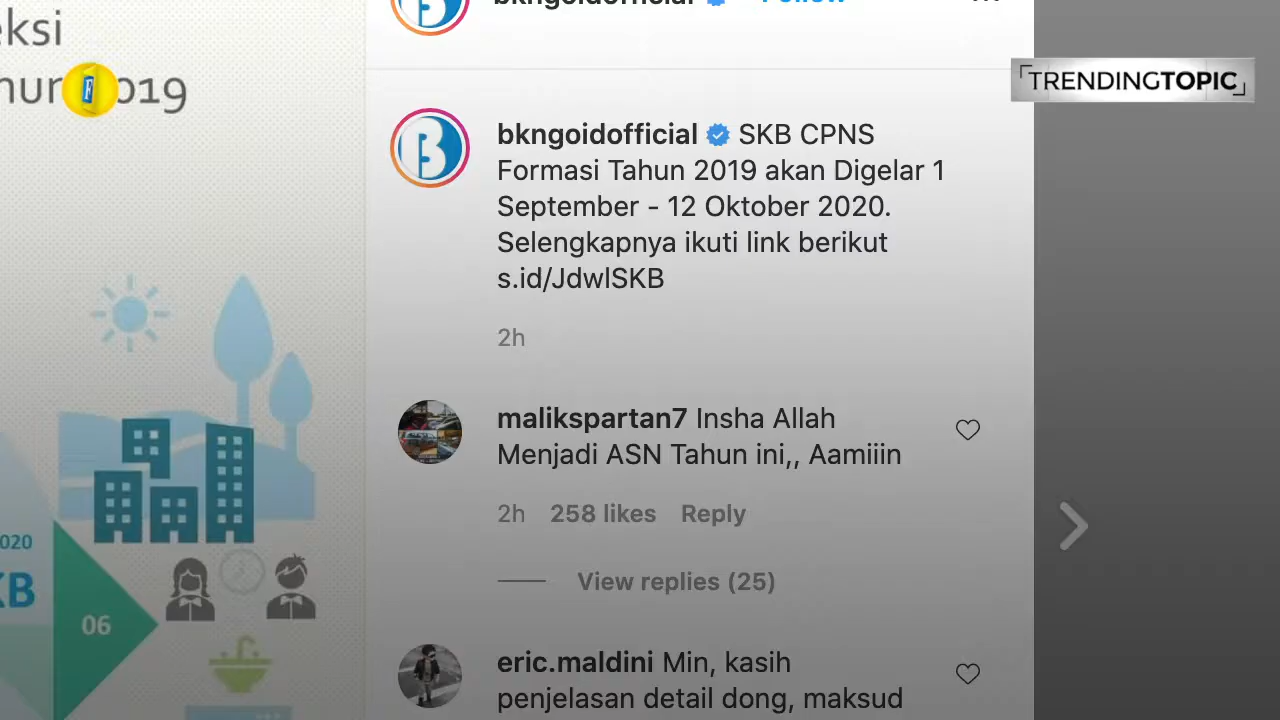 bkngoidofficial Follow
TRENDINGTOPIC
bkngoidofficial SKB CPNS
Formasi Tahun 2019 akan Digelar 1
September - 12 Oktober 2020.
Selengkapnya ikuti link berikut
s.id/JdwlSKB
2h
malikspartan7 Insha Allah
Menjadi ASN Tahun ini,, Aamiiin
2h 258 likes Reply
View replies (25)
eric.maldini Min, kasih
penjelasan detail dong, maksud
eksi
2019
2020
KB
06
F